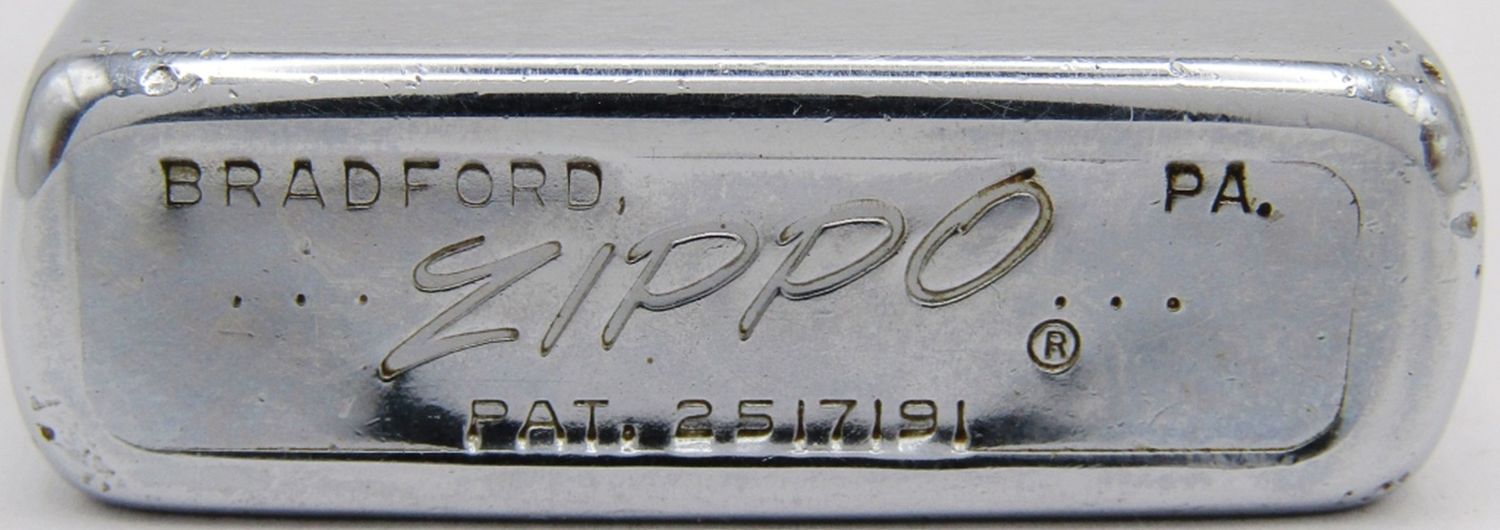 BRADFORD, PA.
... ZIPPO ...
®
PAT. 2517191